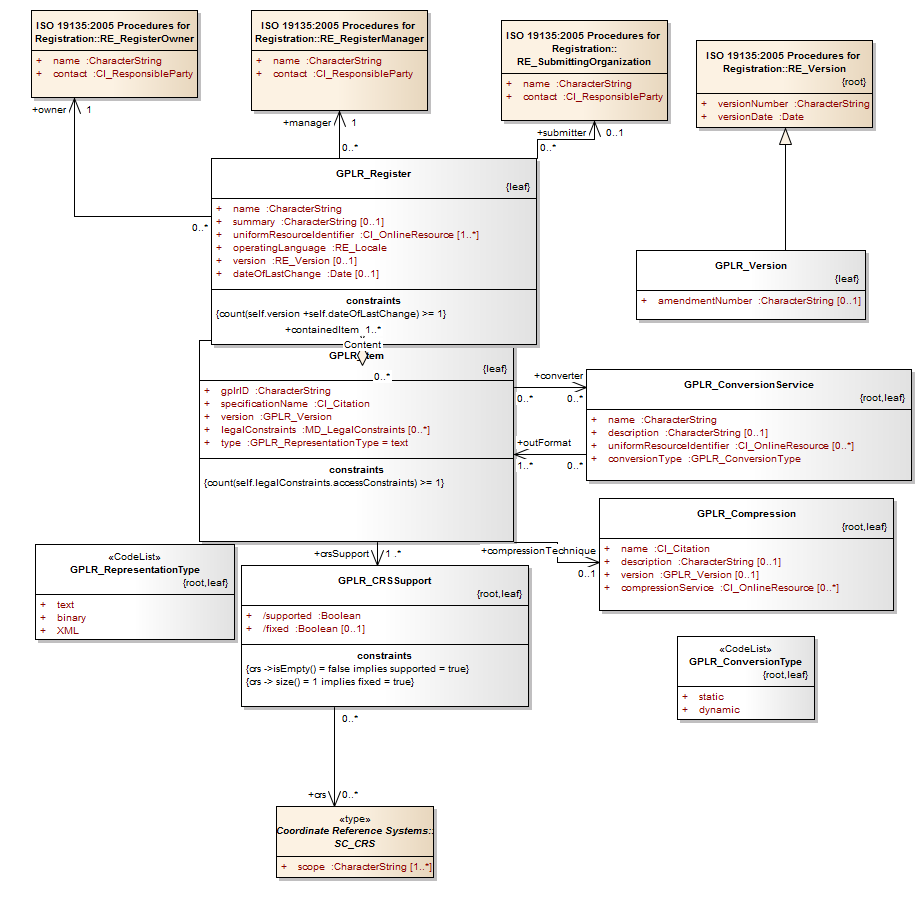 ISO 19135:2005 Procedures for
Registration::RE_RegisterOwner
+ name :CharacterString
+ contact :CI_ResponsibleParty
ISO 19135:2005 Procedures for
Registration::RE_RegisterManager
+ name :CharacterString
+ contact :CI_ResponsibleParty
ISO 19135:2005 Procedures for
Registration::
RE_SubmittingOrganization
+ name :CharacterString
+ contact :CI_ResponsibleParty
ISO 19135:2005 Procedures for
Registration::RE_Version
{root}
+ versionNumber :CharacterString
+ versionDate :Date
+owner 1
+manager 1
+submitter 0..1
0..*
0..*
0..*
GPLR_Register
{leaf}
+ name :CharacterString
+ summary :CharacterString [0..1]
+ uniformResourceIdentifier :CI_OnlineResource [1..*]
+ operatingLanguage :RE_Locale
+ version :RE_Version [0..1]
+ dateOfLastChange :Date [0..1]
constraints
{count(self.version +self.dateOfLastChange) >= 1}
+containedItem 1..*
Content
0..*
GPLR_Version
{leaf}
+ amendmentNumber :CharacterString [0..1]
GPLR_Item
{leaf}
+ gplrID :CharacterString
+ specificationName :CI_Citation
+ version :GPLR_Version
+ legalConstraints :MD_LegalConstraints [0..*]
+ type :GPLR_RepresentationType = text
constraints
{count(self.legalConstraints.accessConstraints) >= 1}
+converter
0..* 0..*
+outFormat
1..* 0..*
GPLR_ConversionService
{root,leaf}
+ name :CharacterString
+ description :CharacterString [0..1]
+ uniformResourceIdentifier :CI_OnlineResource [0..*]
+ conversionType :GPLR_ConversionType
+compressionTechnique
0..1
GPLR_Compression
{root,leaf}
+ name :CI_Citation
+ description :CharacterString [0..1]
+ version :GPLR_Version [0..1]
+ compressionService :CI_OnlineResource [0..*]
«CodeList»
GPLR_RepresentationType
{root,leaf}
+ text
+ binary
+ XML
+crsSupport 1 .*
GPLR_CRSSupport
{root,leaf}
+ /supported :Boolean
+ /fixed :Boolean [0..1]
constraints
{crs ->isEmpty() = false implies supported = true}
{crs -> size() = 1 implies fixed = true}
«CodeList»
GPLR_ConversionType
{root,leaf}
+ static
+ dynamic
0..*
+crs 0..*
«type»
Coordinate Reference Systems::
SC_CRS
+ scope :CharacterString [1..*]